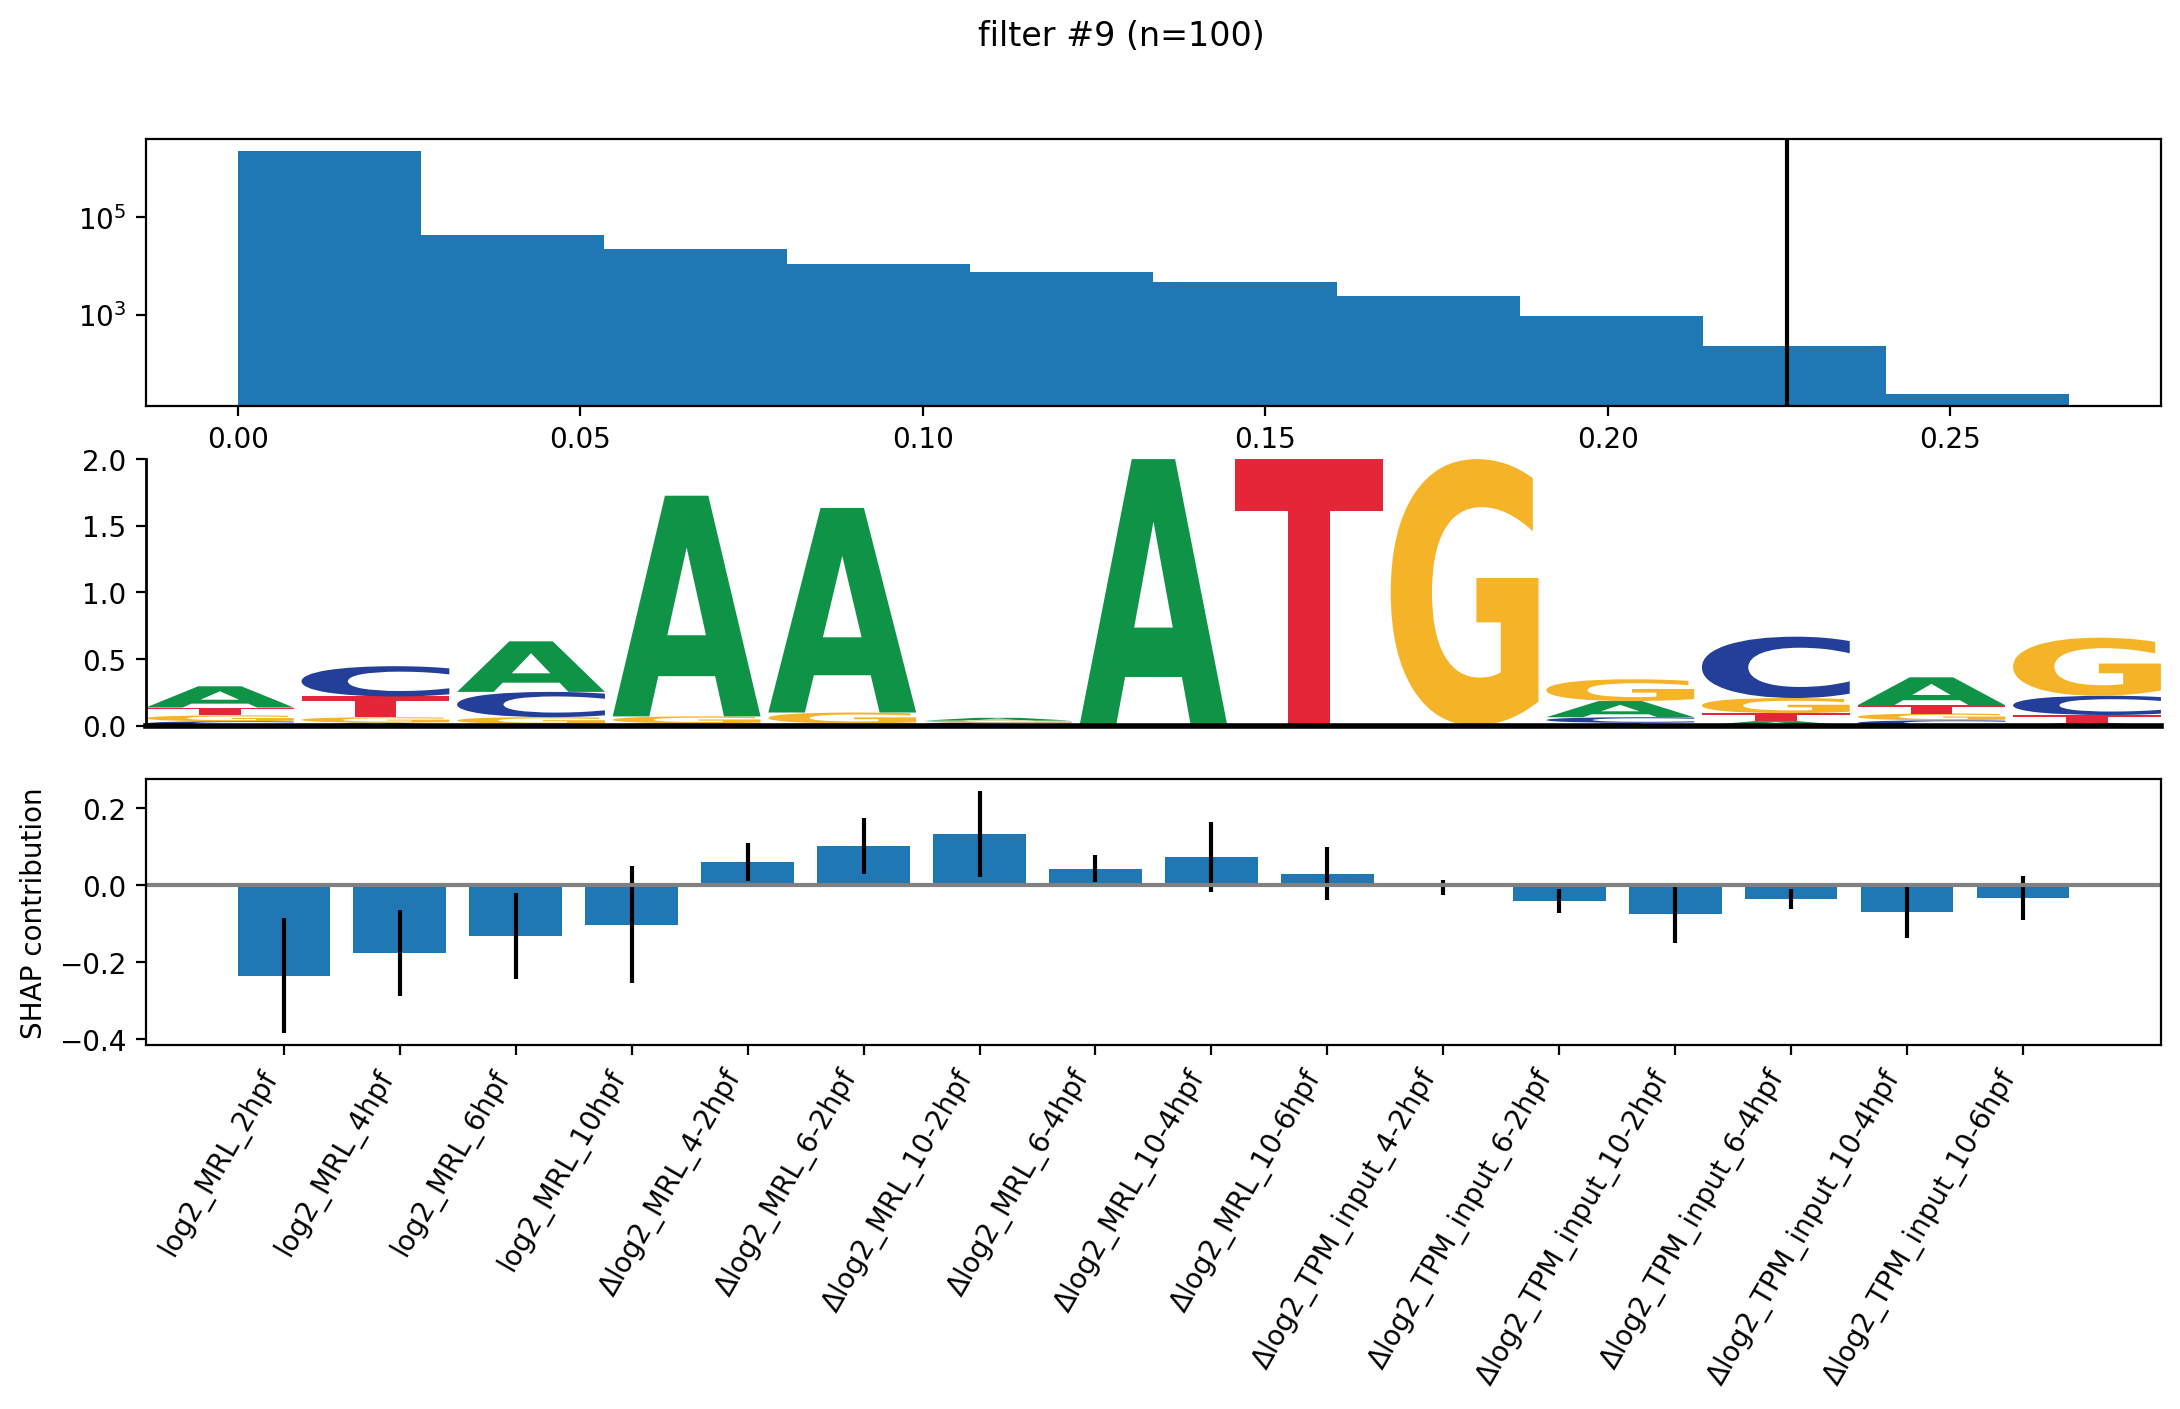 filter #9 (n=100)
10^5
10^3
0.00 0.05 0.10 0.15 0.20 0.25
2.0
1.5
1.0
0.5
0.0
A C A A A A A T G G C A G
SHAP contribution
0.2
0.0
−0.2
−0.4
log2_MRL_2hpf
log2_MRL_4hpf
log2_MRL_6hpf
log2_MRL_10hpf
Δlog2_MRL_4-2hpf
Δlog2_MRL_6-2hpf
Δlog2_MRL_10-2hpf
Δlog2_MRL_6-4hpf
Δlog2_MRL_10-4hpf
Δlog2_MRL_10-6hpf
Δlog2_TPM_input_4-2hpf
Δlog2_TPM_input_6-2hpf
Δlog2_TPM_input_10-2hpf
Δlog2_TPM_input_6-4hpf
Δlog2_TPM_input_10-4hpf
Δlog2_TPM_input_10-6hpf